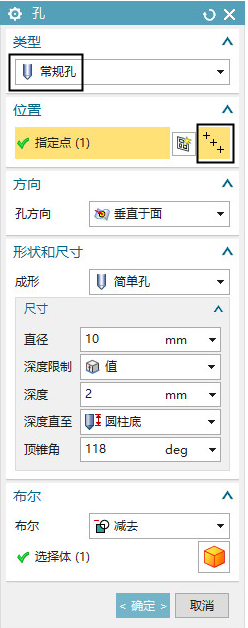 孔
类型
常规孔
位置
指定点 (1)
方向
孔方向 垂直于面
形状和尺寸
成形 简单孔
尺寸
直径 10 mm
深度限制 值
深度 2 mm
深度直至 圆柱底
顶锥角 118 deg
布尔
布尔 减去
选择体 (1)
< 确定 > 取消